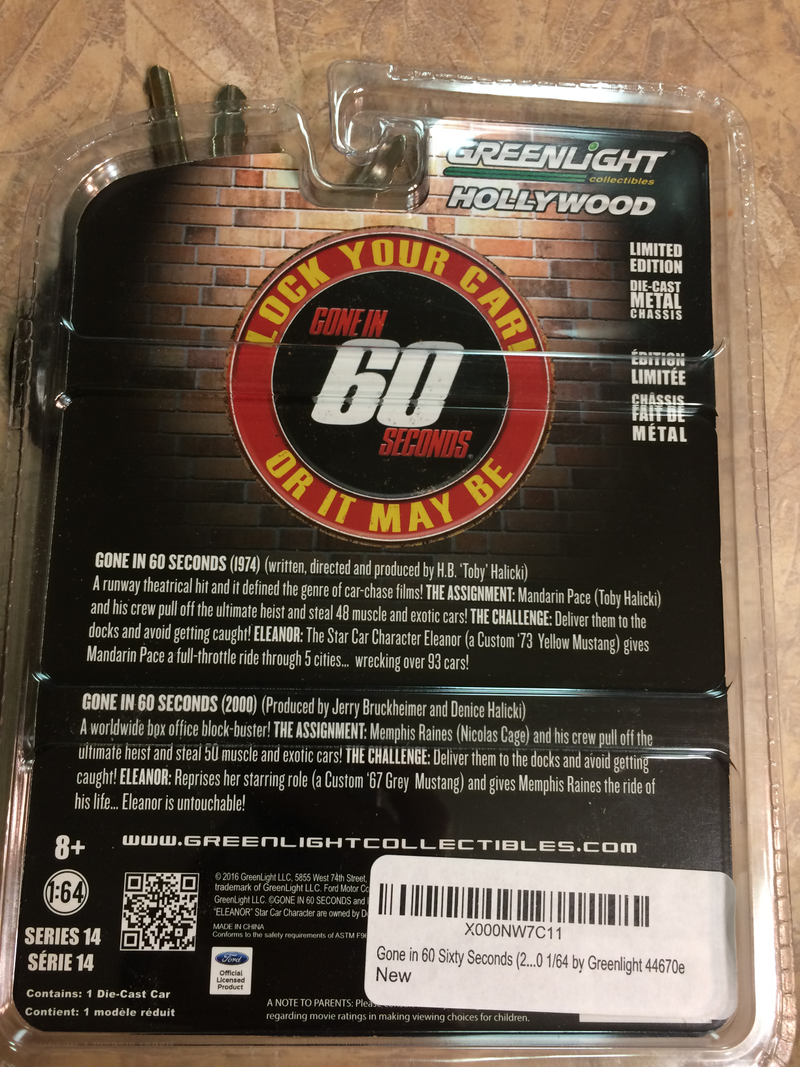 GREENLIGHT
collectibles
HOLLYWOOD
LIMITED
EDITION
DIE-CAST
METAL
CHASSIS
ÉDITION
LIMITÉE
CHÂSSIS
FAIT DE
MÉTAL
LOCK YOUR CAR!
GONE IN
60
SECONDS
OR IT MAY BE
GONE IN 60 SECONDS (1974) (written, directed and produced by H.B. 'Toby' Halicki)
A runway theatrical hit and it defined the genre of car-chase films! THE ASSIGNMENT: Mandarin Pace (Toby Halicki)
and his crew pull off the ultimate heist and steal 48 muscle and exotic cars! THE CHALLENGE: Deliver them to the
docks and avoid getting caught! ELEANOR: The Star Car Character Eleanor (a Custom '73 Yellow Mustang) gives
Mandarin Pace a full-throttle ride through 5 cities... wrecking over 93 cars!
GONE IN 60 SECONDS (2000) (Produced by Jerry Bruckheimer and Denice Halicki)
A worldwide box office block-buster! THE ASSIGNMENT: Memphis Raines (Nicolas Cage) and his crew pull off the
ultimate heist and steal 50 muscle and exotic cars! THE CHALLENGE: Deliver them to the docks and avoid getting
caught! ELEANOR: Reprises her starring role (a Custom '67 Grey Mustang) and gives Memphis Raines the ride of
his life... Eleanor is untouchable!
8+
WWW.GREENLIGHTCOLLECTIBLES.COM
1:64
SERIES 14
SÉRIE 14
© 2016 GreenLight LLC, 5855 West 74th Street,
trademark of GreenLight LLC. Ford Motor Co
GreenLight LLC. ©GONE IN 60 SECONDS and
"ELEANOR" Star Car Character are owned by D
MADE IN CHINA
Conforms to the safety requirements of ASTM F96
Ford
Official
Licensed
Product
Contains: 1 Die-Cast Car
Contient: 1 modèle réduit
A NOTE TO PARENTS: Pleas
regarding movie ratings in making viewing choices for children.
X000NW7C11
Gone in 60 Sixty Seconds (2...0 1/64 by Greenlight 44670e
New